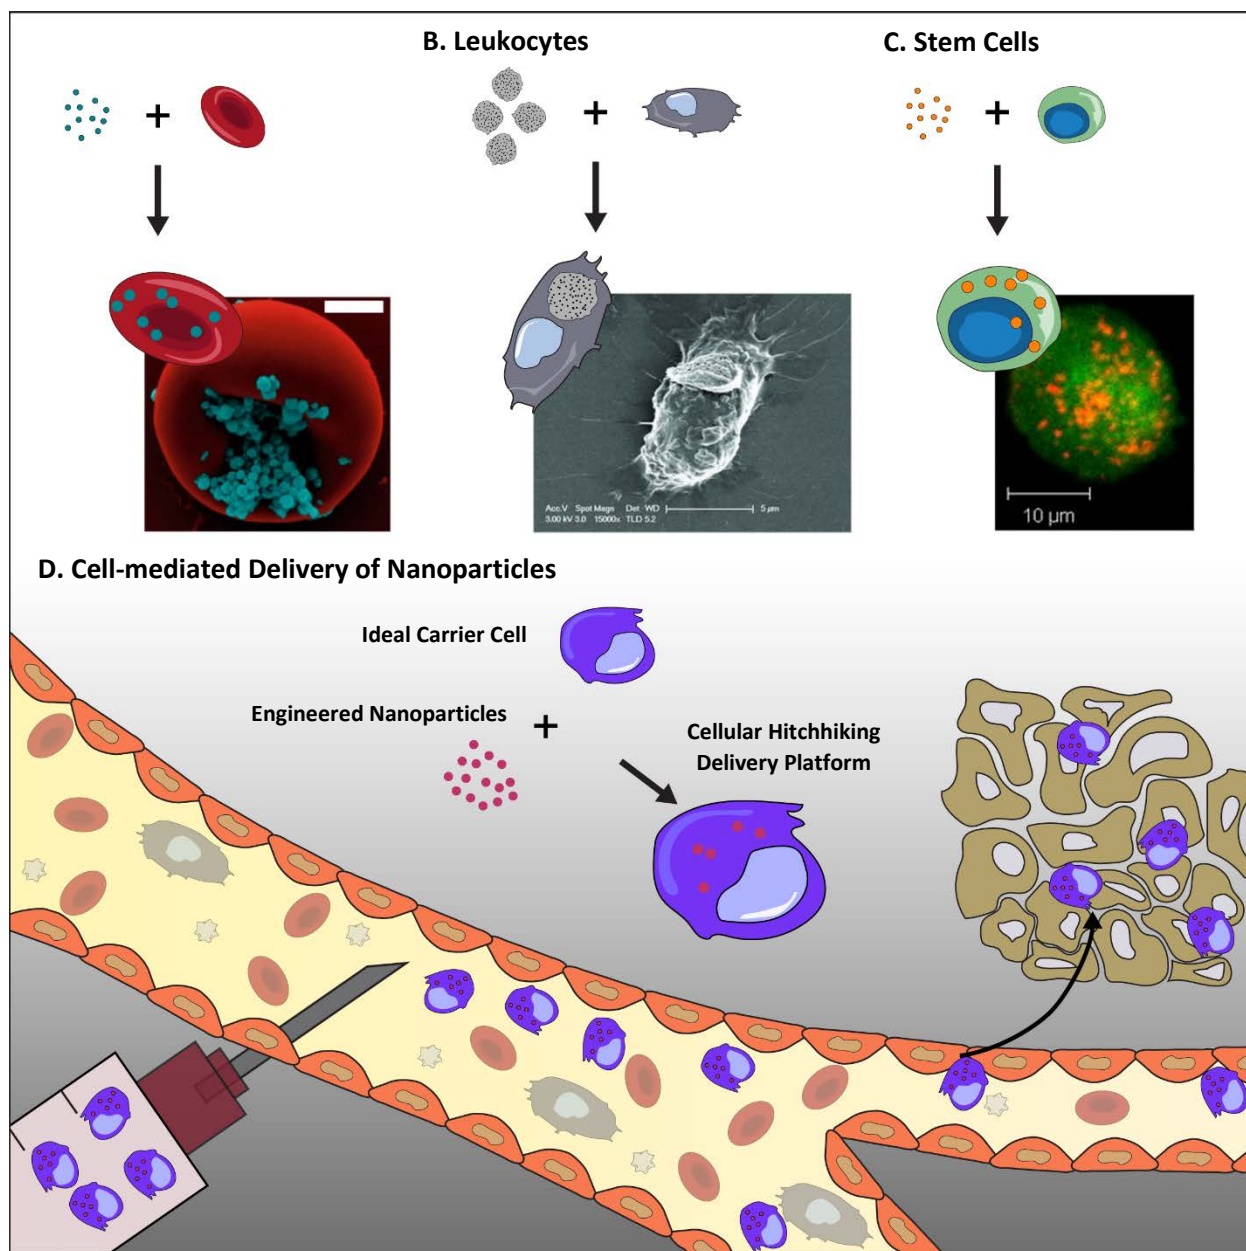 B. Leukocytes
C. Stem Cells
+
+
+
Acc.V Spot Magn Det WD
5 µm
3.00 kV 3.0 15000x TLD 5.2
10 µm
D. Cell-mediated Delivery of Nanoparticles
Ideal Carrier Cell
Engineered Nanoparticles
+
Cellular Hitchhiking
Delivery Platform